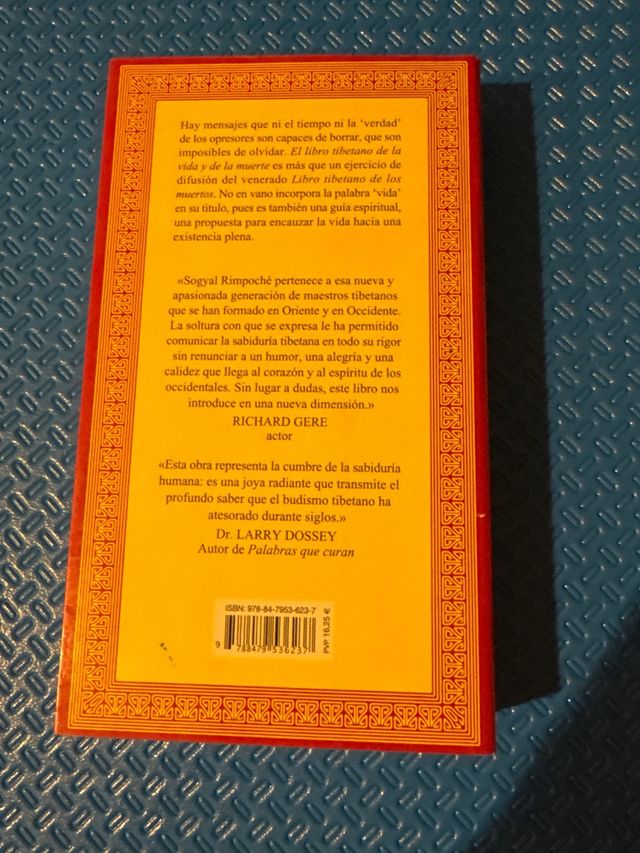 Hay mensajes que ni el tiempo ni la ‘verdad’
de los opresores son capaces de borrar, que son
imposibles de olvidar. El libro tibetano de la
vida y de la muerte es más que un ejercicio de
difusión del venerado Libro tibetano de los
muertos. No en vano incorpora la palabra ‘vida’
en su título, pues es también una guía espiritual,
una propuesta para encauzar la vida hacia una
existencia plena.
«Sogyal Rimpoché pertenece a esa nueva y
apasionada generación de maestros tibetanos
que se han formado en Oriente y en Occidente.
La soltura con que se expresa le ha permitido
comunicar la sabiduría tibetana en todo su rigor
sin renunciar a un humor, una alegría y una
calidez que llega al corazón y al espíritu de los
occidentales. Sin lugar a dudas, este libro nos
introduce en una nueva dimensión.»
RICHARD GERE
actor
«Esta obra representa la cumbre de la sabiduría
humana: es una joya radiante que transmite el
profundo saber que el budismo tibetano ha
atesorado durante siglos.»
Dr. LARRY DOSSEY
Autor de Palabras que curan
ISBN: 978-84-7953-623-7
9 788479 536237
PVP 16,25 €